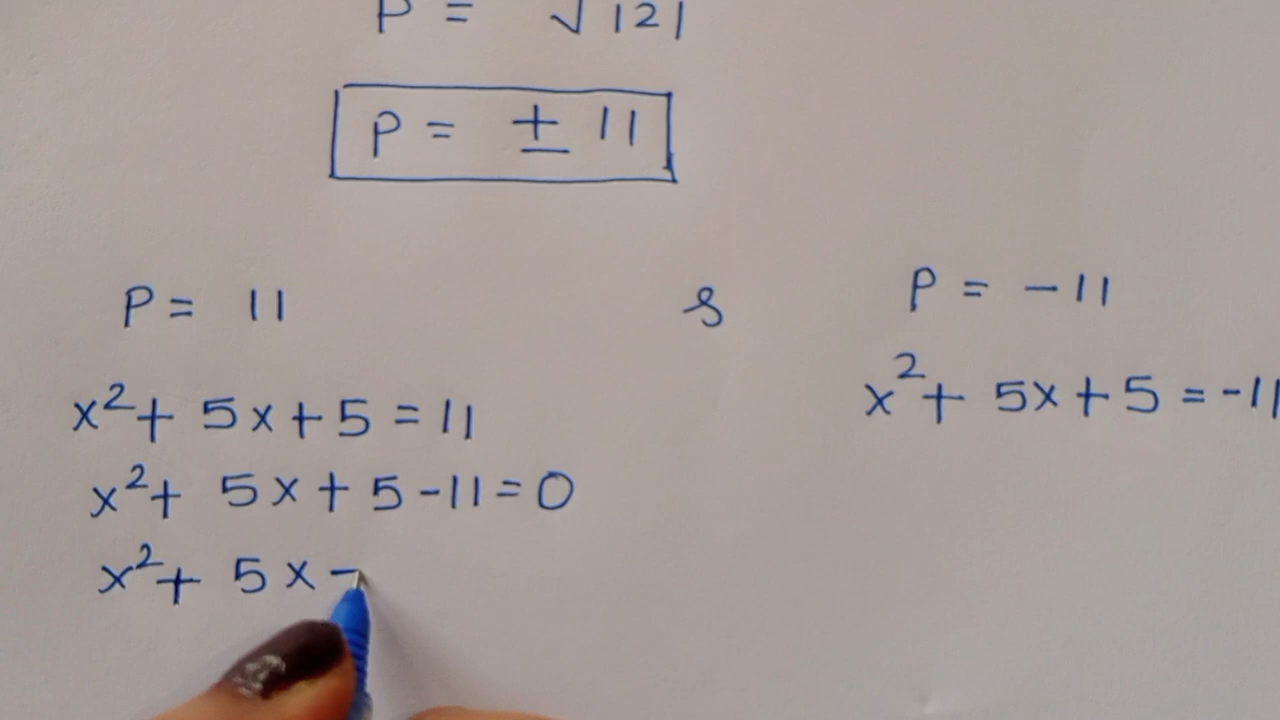 P = √121
P = ± 11
P = 11 & P = -11
x² + 5x + 5 = 11 x² + 5x + 5 = -11
x² + 5x + 5 - 11 = 0
x² + 5x -